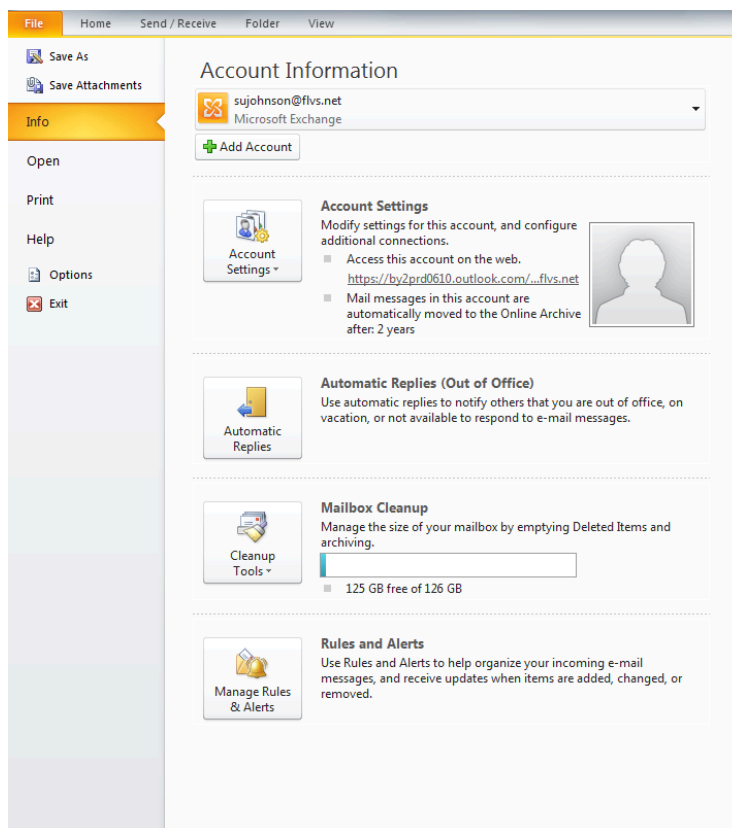 File Home Send / Receive Folder View
Save As
Save Attachments
Info
Open
Print
Help
Options
Exit
Account Information
sujohnson@flvs.net
Microsoft Exchange
Add Account
Account
Settings
Account Settings
Modify settings for this account, and configure
additional connections.
Access this account on the web.
https://by2prd0610.outlook.com/...flvs.net
Mail messages in this account are
automatically moved to the Online Archive
after: 2 years
Automatic
Replies
Automatic Replies (Out of Office)
Use automatic replies to notify others that you are out of office, on
vacation, or not available to respond to e-mail messages.
Cleanup
Tools
Mailbox Cleanup
Manage the size of your mailbox by emptying Deleted Items and
archiving.
125 GB free of 126 GB
Manage Rules
& Alerts
Rules and Alerts
Use Rules and Alerts to help organize your incoming e-mail
messages, and receive updates when items are added, changed, or
removed.